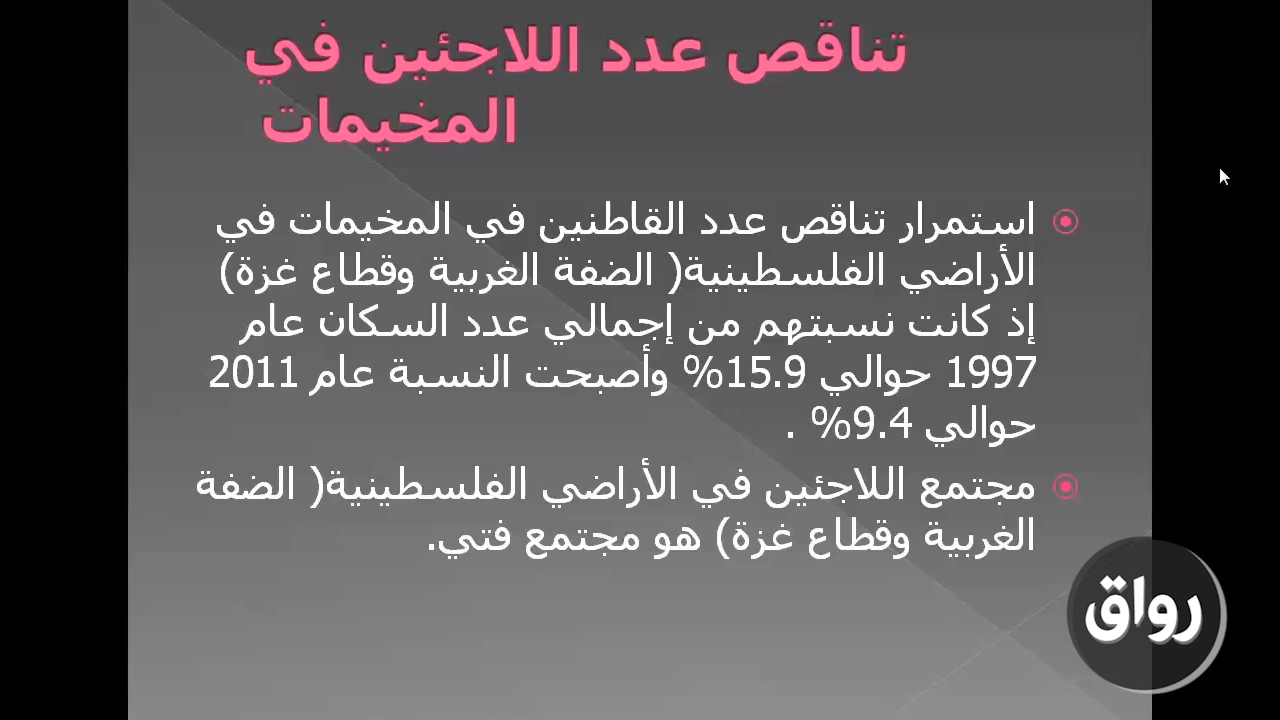 تناقص عدد اللاجئين في
المخيمات
استمرار تناقص عدد القاطنين في المخيمات في
الأراضي الفلسطينية( الضفة الغربية وقطاع غزة)
إذ كانت نسبتهم من إجمالي عدد السكان عام
1997 حوالي 15.9% وأصبحت النسبة عام 2011
حوالي 9.4% .
مجتمع اللاجئين في الأراضي الفلسطينية( الضفة
الغربية وقطاع غزة) هو مجتمع فتي.
رواق